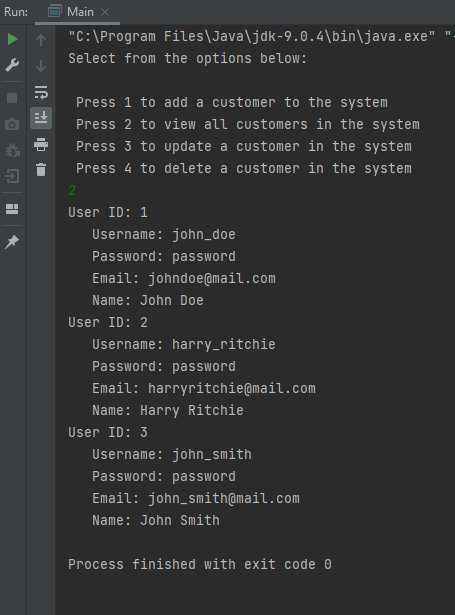 Run: Main
"C:\Program Files\Java\jdk-9.0.4\bin\java.exe" "-
Select from the options below:
Press 1 to add a customer to the system
Press 2 to view all customers in the system
Press 3 to update a customer in the system
Press 4 to delete a customer in the system
2
User ID: 1
Username: john_doe
Password: password
Email: johndoe@mail.com
Name: John Doe
User ID: 2
Username: harry_ritchie
Password: password
Email: harryritchie@mail.com
Name: Harry Ritchie
User ID: 3
Username: john_smith
Password: password
Email: john_smith@mail.com
Name: John Smith
Process finished with exit code 0